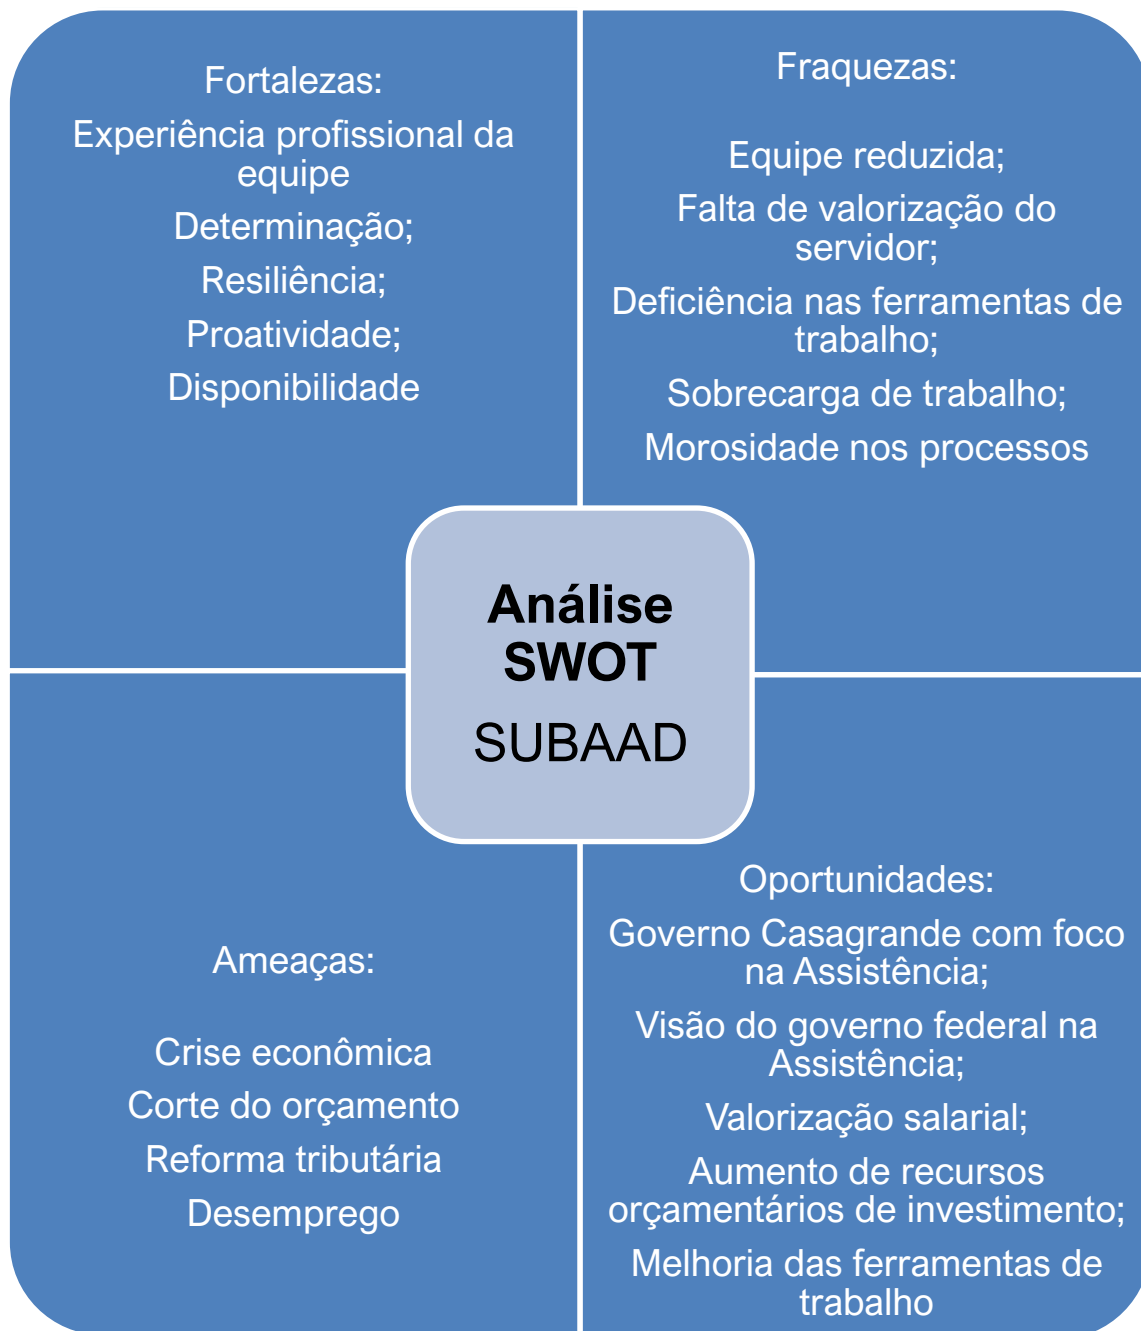 Fortalezas:
Experiência profissional da
equipe
Determinação;
Resiliência;
Proatividade;
Disponibilidade
Fraquezas:
Equipe reduzida;
Falta de valorização do
servidor;
Deficiência nas ferramentas de
trabalho;
Sobrecarga de trabalho;
Morosidade nos processos
Análise
SWOT
SUBAAD
Ameaças:
Crise econômica
Corte do orçamento
Reforma tributária
Desemprego
Oportunidades:
Governo Casagrande com foco
na Assistência;
Visão do governo federal na
Assistência;
Valorização salarial;
Aumento de recursos
orçamentários de investimento;
Melhoria das ferramentas de
trabalho